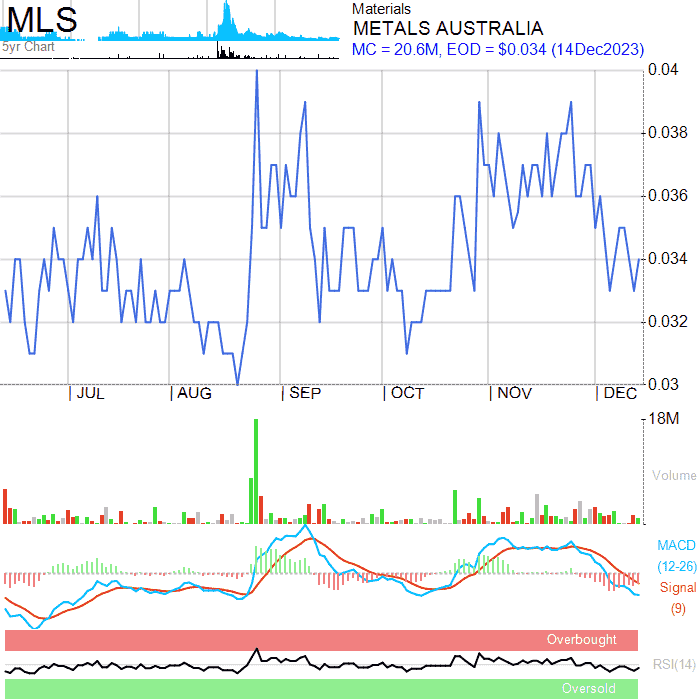 MLS
5yr Chart
Materials
METALS AUSTRALIA
MC = 20.6M, EOD = $0.034 (14Dec2023)
0.04
0.038
0.036
0.034
0.032
0.03
JUL AUG SEP OCT NOV DEC
18M
Volume
MACD
(12-26)
Signal
(9)
Overbought
RSI(14)
Oversold